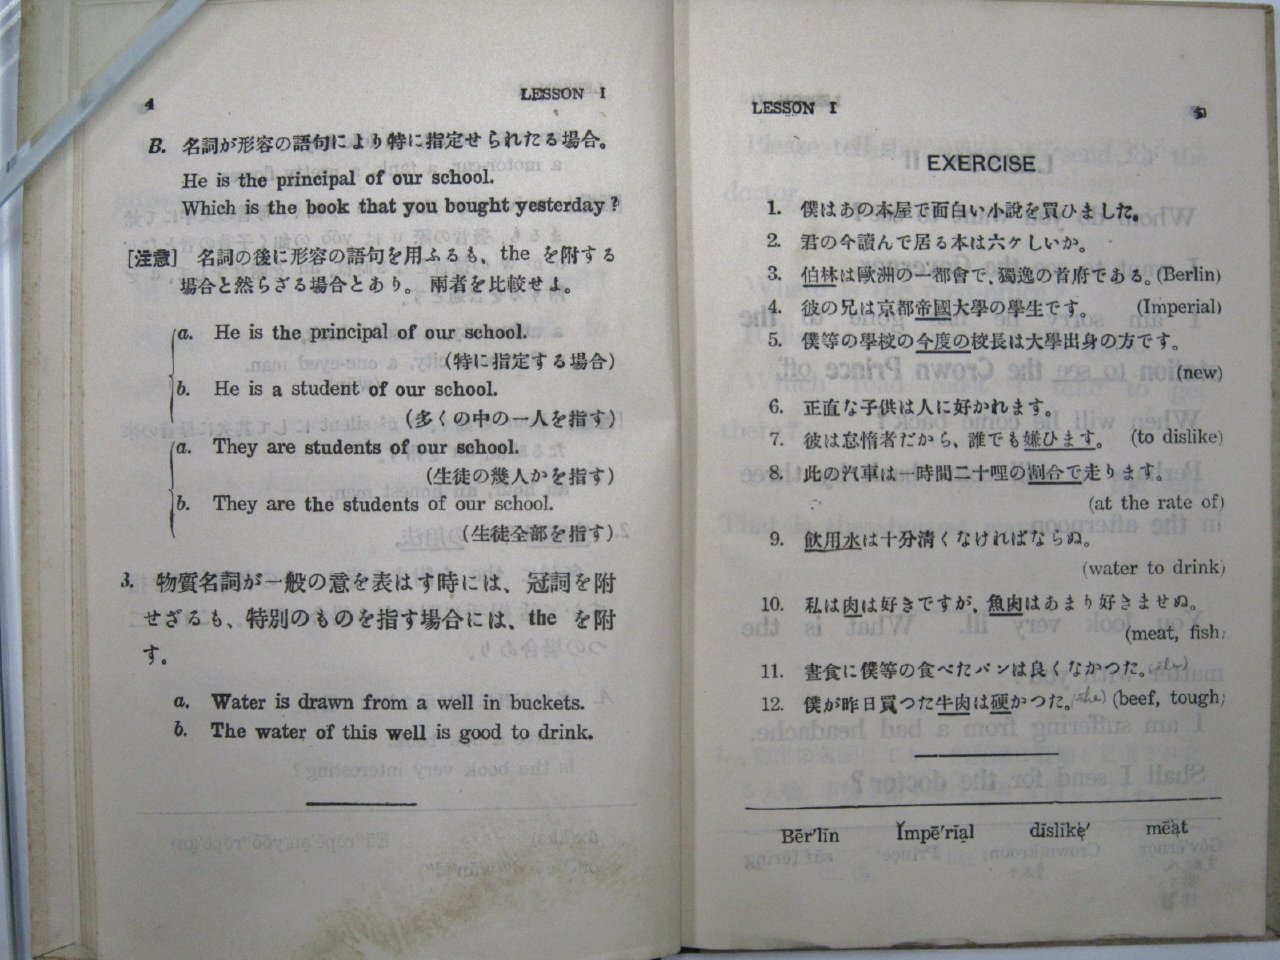 4
LESSON I
B. 名詞が形容の語句により特に指定せられたる場合。
He is the principal of our school.
Which is the book that you bought yesterday?
[注意] 名詞の後に形容の語句を用ふるも、the を附する
場合と然らざる場合とあり。 兩者を比較せよ。
a. He is the principal of our school.
(特に指定する場合)
b. He is a student of our school.
(多くの中の一人を指す)
a. They are students of our school.
(生徒の幾人かを指す)
b. They are the students of our school.
(生徒全部を指す)
3. 物質名詞が一般の意を表はす時には、冠詞を附
せざるも、特別のものを指す場合には、the を附
す。
a. Water is drawn from a well in buckets.
b. The water of this well is good to drink.
LESSON I
5
EXERCISE
1. 僕はあの本屋で面白い小説を買ひました。
2. 君の今讀んで居る本は六ケしいか。
3. 伯林は歐洲の一都會で、獨逸の首府である。(Berlin)
4. 彼の兄は京都帝國大學の學生です。 (Imperial)
5. 僕等の學校の今度の校長は大學出身の方です。
(new)
6. 正直な子供は人に好かれます。
7. 彼は怠惰者だから、誰でも嫌ひます。 (to dislike)
8. 此の汽車は一時間二十哩の割合で走ります。
(at the rate of)
9. 飮用水は十分清くなければならぬ。
(water to drink)
10. 私は肉は好きですが、魚肉はあまり好きませぬ。
(meat, fish)
11. 晝食に僕等の食べたパンは良くなかつた。(the)
12. 僕が昨日買つた牛肉は硬かつた。(the) (beef, tough)
Bẽr′lĭn Ĭmpē′rĭạl dĭslīkẹ′ mēạt